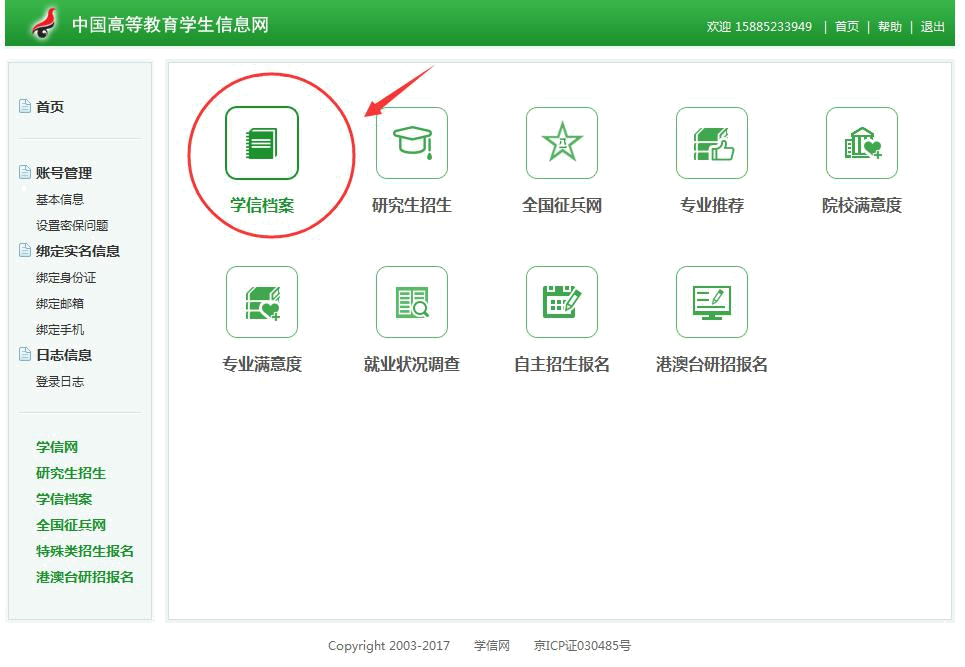 中国高等教育学生信息网
欢迎 15885233949 | 首页 | 帮助 | 退出
首页
账号管理
基本信息
设置密保问题
绑定实名信息
绑定身份证
绑定邮箱
绑定手机
日志信息
登录日志
学信网
研究生招生
学信档案
全国征兵网
特殊类招生报名
港澳台研招报名
学信档案 研究生招生 全国征兵网 专业推荐 院校满意度
专业满意度 就业状况调查 自主招生报名 港澳台研招报名
Copyright 2003-2017 学信网 京ICP证030485号